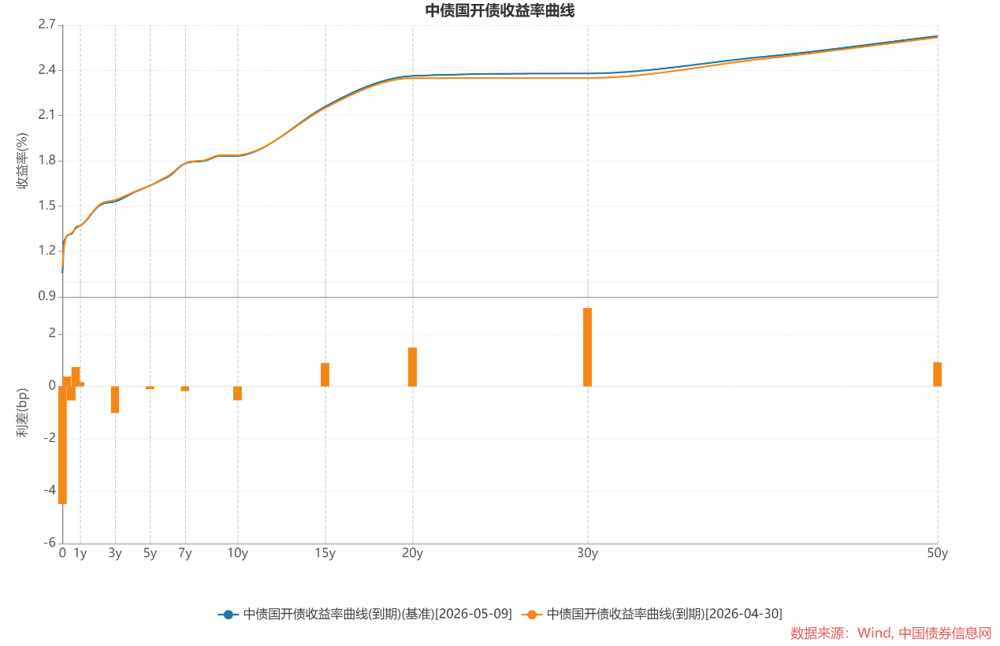 中债国开债收益率曲线
2.7
2.4
2.1
1.8
1.5
1.2
0.9
收益率(%)
2
0
-2
-4
-6
利差(bp)
0 1y 3y 5y 7y 10y 15y 20y 30y 50y
中债国开债收益率曲线(到期)(基准)[2026-05-09] 中债国开债收益率曲线(到期)[2026-04-30]
数据来源：Wind, 中国债券信息网